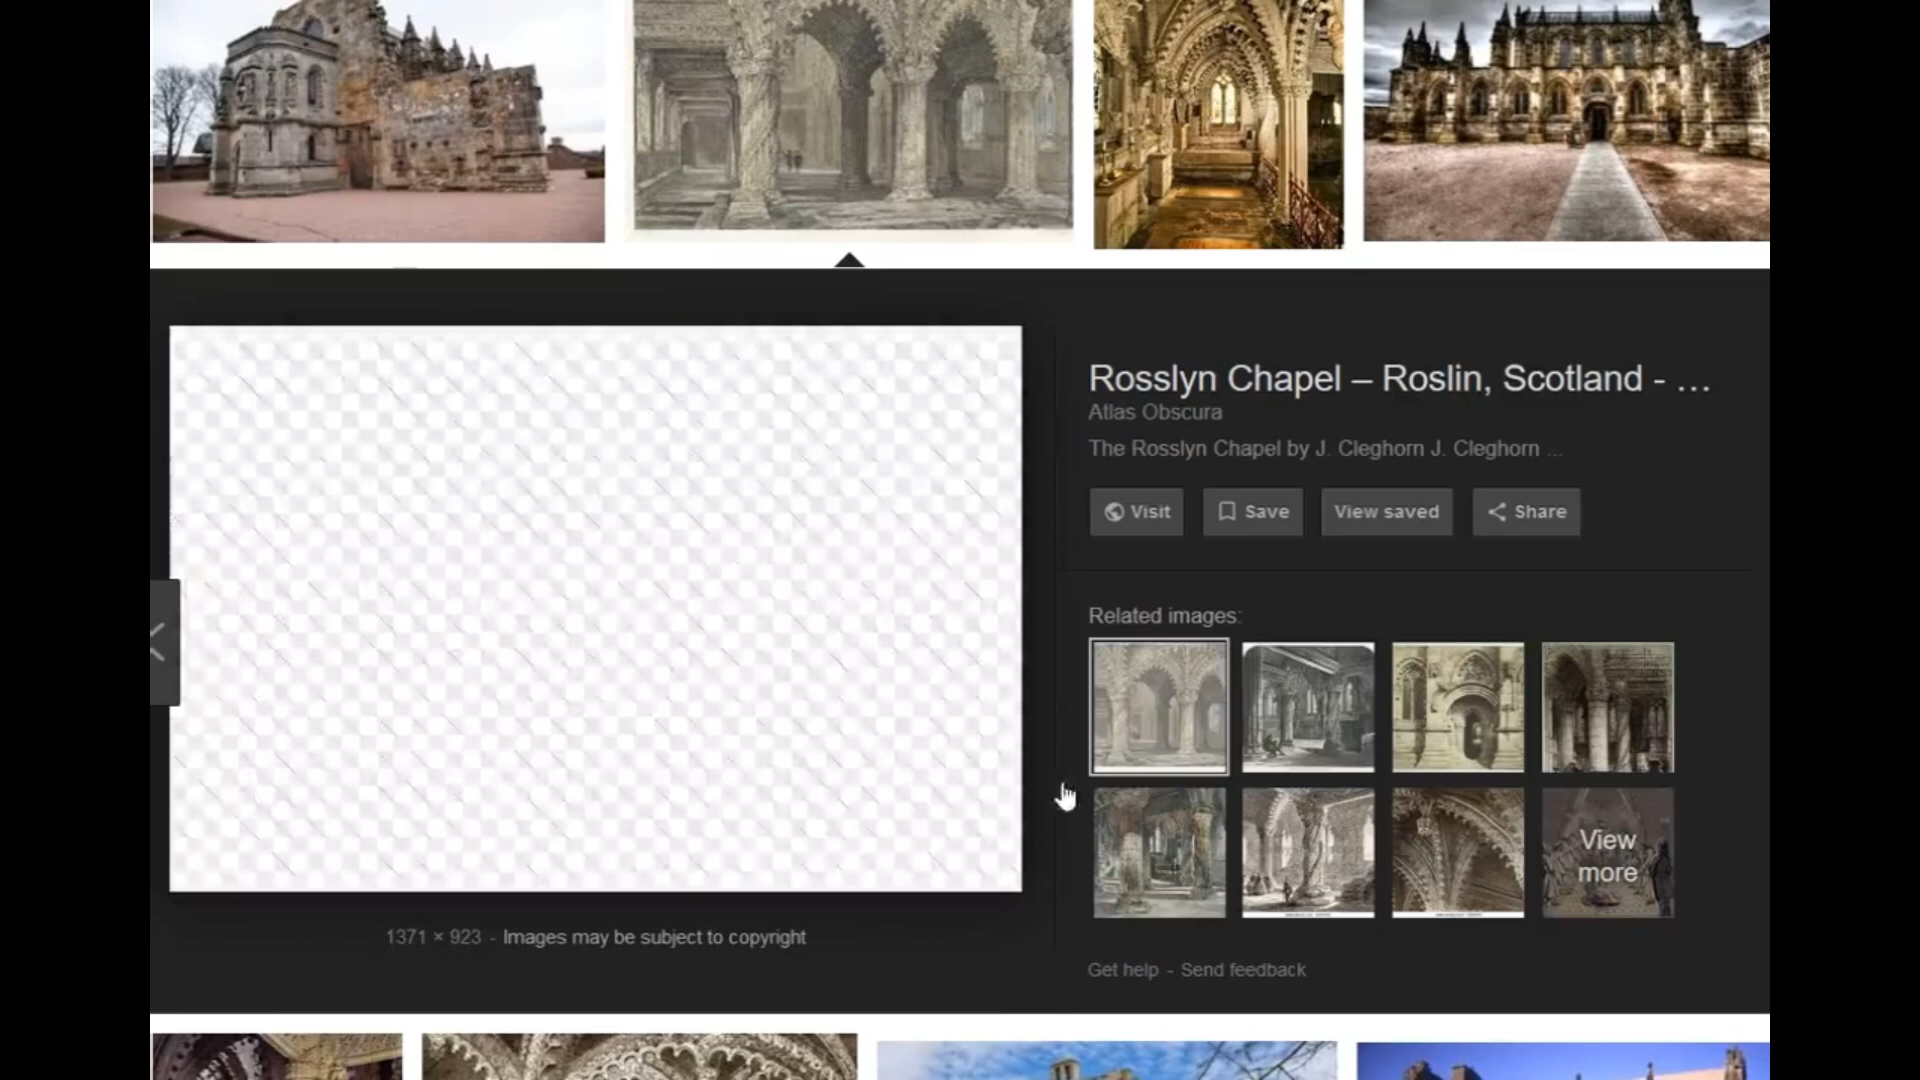 Rosslyn Chapel – Roslin, Scotland - ...
Atlas Obscura
The Rosslyn Chapel by J. Cleghorn J. Cleghorn ...
Visit
Save
View saved
Share
Related images:
View
more
1371 × 923 - Images may be subject to copyright
Get help - Send feedback